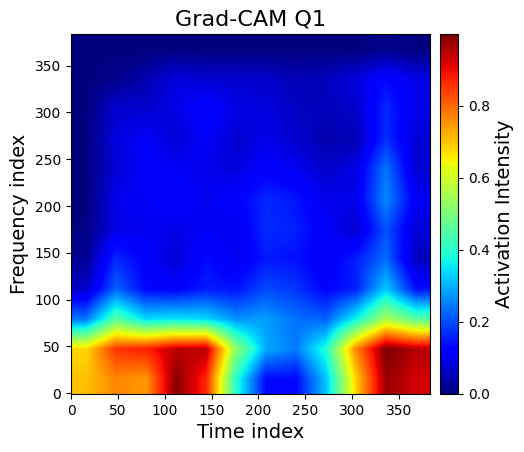 Grad-CAM Q1
Frequency index
350
300
250
200
150
100
50
0
0 50 100 150 200 250 300 350
Time index
0.8
0.6
0.4
0.2
0.0
Activation Intensity